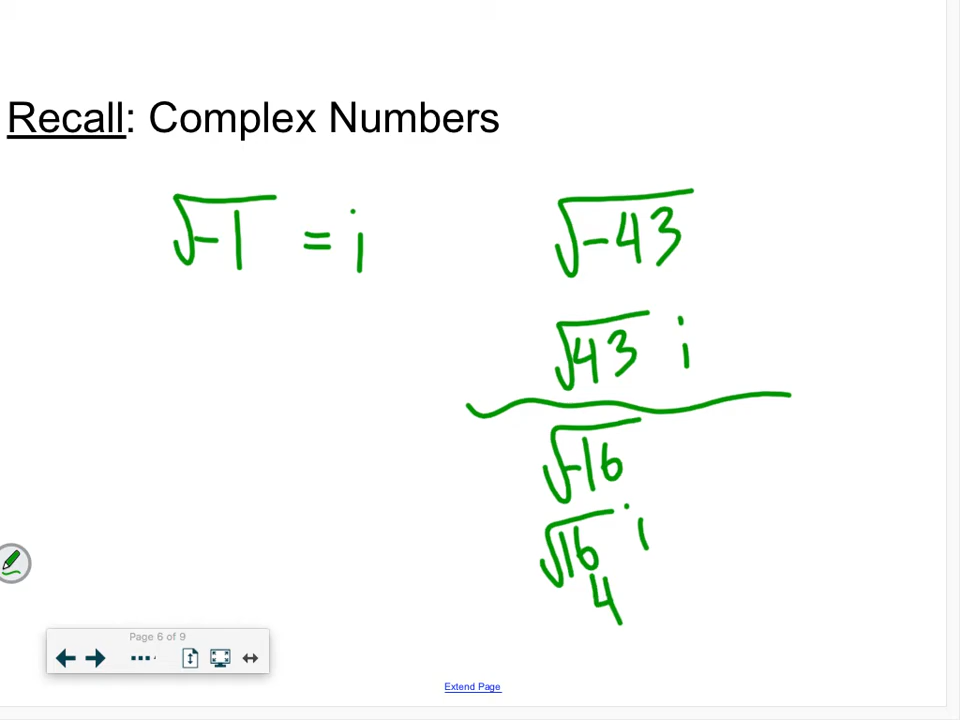 Recall: Complex Numbers
√-1 = i
√-43
√43 i
√-16
√16 i
4
Page 6 of 9
Extend Page